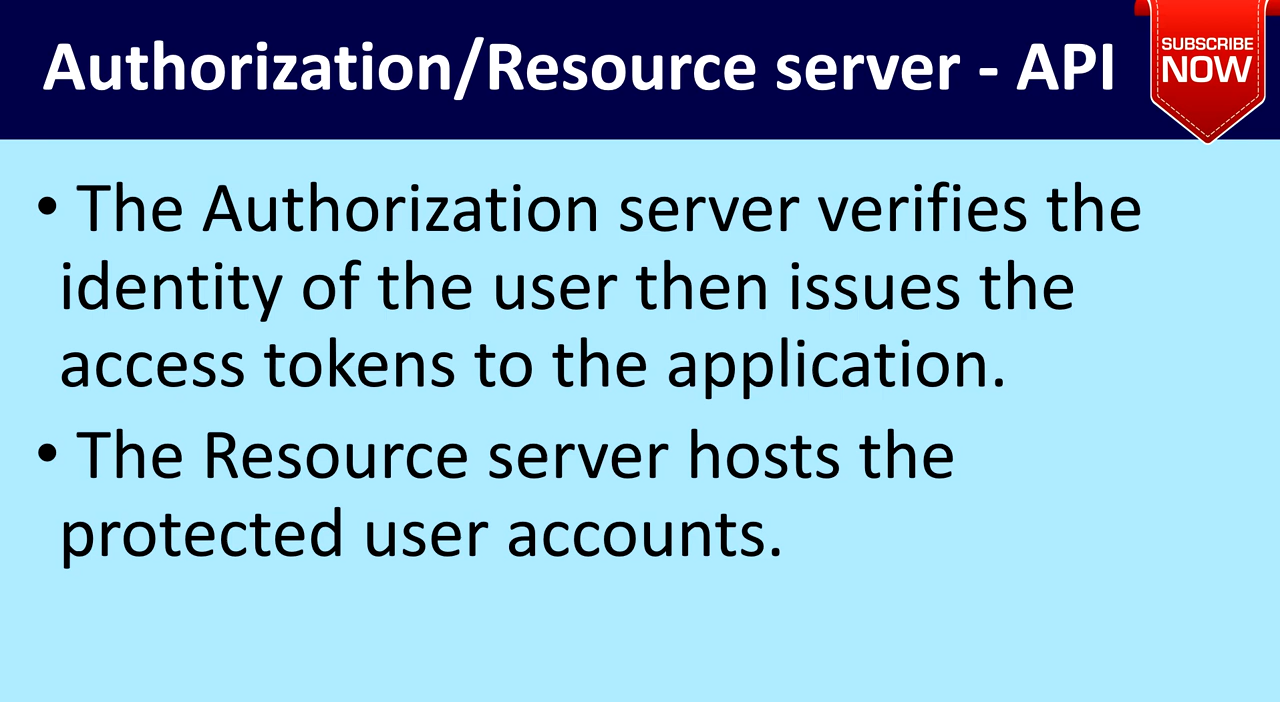 Authorization/Resource server - API
SUBSCRIBE
NOW
• The Authorization server verifies the
identity of the user then issues the
access tokens to the application.
• The Resource server hosts the
protected user accounts.